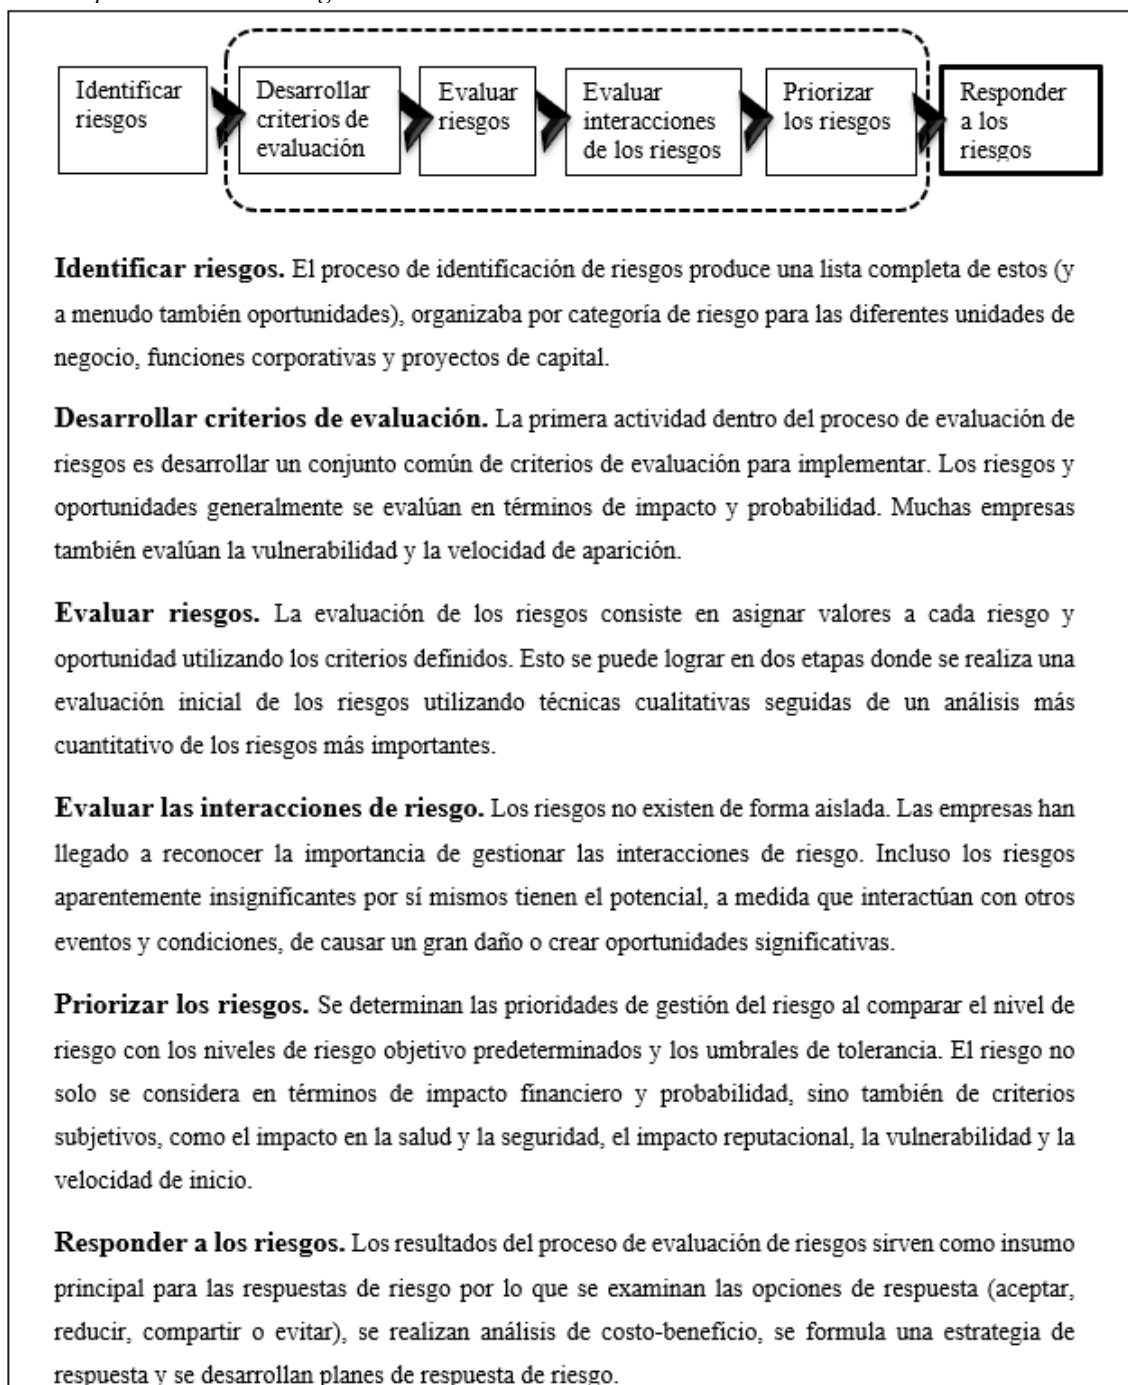 Identificar
riesgos
Desarrollar
criterios de
evaluación
Evaluar
riesgos
Evaluar
interacciones
de los riesgos
Priorizar
los riesgos
Responder
a los
riesgos
Identificar riesgos. El proceso de identificación de riesgos produce una lista completa de estos (y
a menudo también oportunidades), organizaba por categoría de riesgo para las diferentes unidades de
negocio, funciones corporativas y proyectos de capital.
Desarrollar criterios de evaluación. La primera actividad dentro del proceso de evaluación de
riesgos es desarrollar un conjunto común de criterios de evaluación para implementar. Los riesgos y
oportunidades generalmente se evalúan en términos de impacto y probabilidad. Muchas empresas
también evalúan la vulnerabilidad y la velocidad de aparición.
Evaluar riesgos. La evaluación de los riesgos consiste en asignar valores a cada riesgo y
oportunidad utilizando los criterios definidos. Esto se puede lograr en dos etapas donde se realiza una
evaluación inicial de los riesgos utilizando técnicas cualitativas seguidas de un análisis más
cuantitativo de los riesgos más importantes.
Evaluar las interacciones de riesgo. Los riesgos no existen de forma aislada. Las empresas han
llegado a reconocer la importancia de gestionar las interacciones de riesgo. Incluso los riesgos
aparentemente insignificantes por sí mismos tienen el potencial, a medida que interactúan con otros
eventos y condiciones, de causar un gran daño o crear oportunidades significativas.
Priorizar los riesgos. Se determinan las prioridades de gestión del riesgo al comparar el nivel de
riesgo con los niveles de riesgo objetivo predeterminados y los umbrales de tolerancia. El riesgo no
solo se considera en términos de impacto financiero y probabilidad, sino también de criterios
subjetivos, como el impacto en la salud y la seguridad, el impacto reputacional, la vulnerabilidad y la
velocidad de inicio.
Responder a los riesgos. Los resultados del proceso de evaluación de riesgos sirven como insumo
principal para las respuestas de riesgo por lo que se examinan las opciones de respuesta (aceptar,
reducir, compartir o evitar), se realizan análisis de costo-beneficio, se formula una estrategia de
respuesta y se desarrollan planes de respuesta de riesgo.